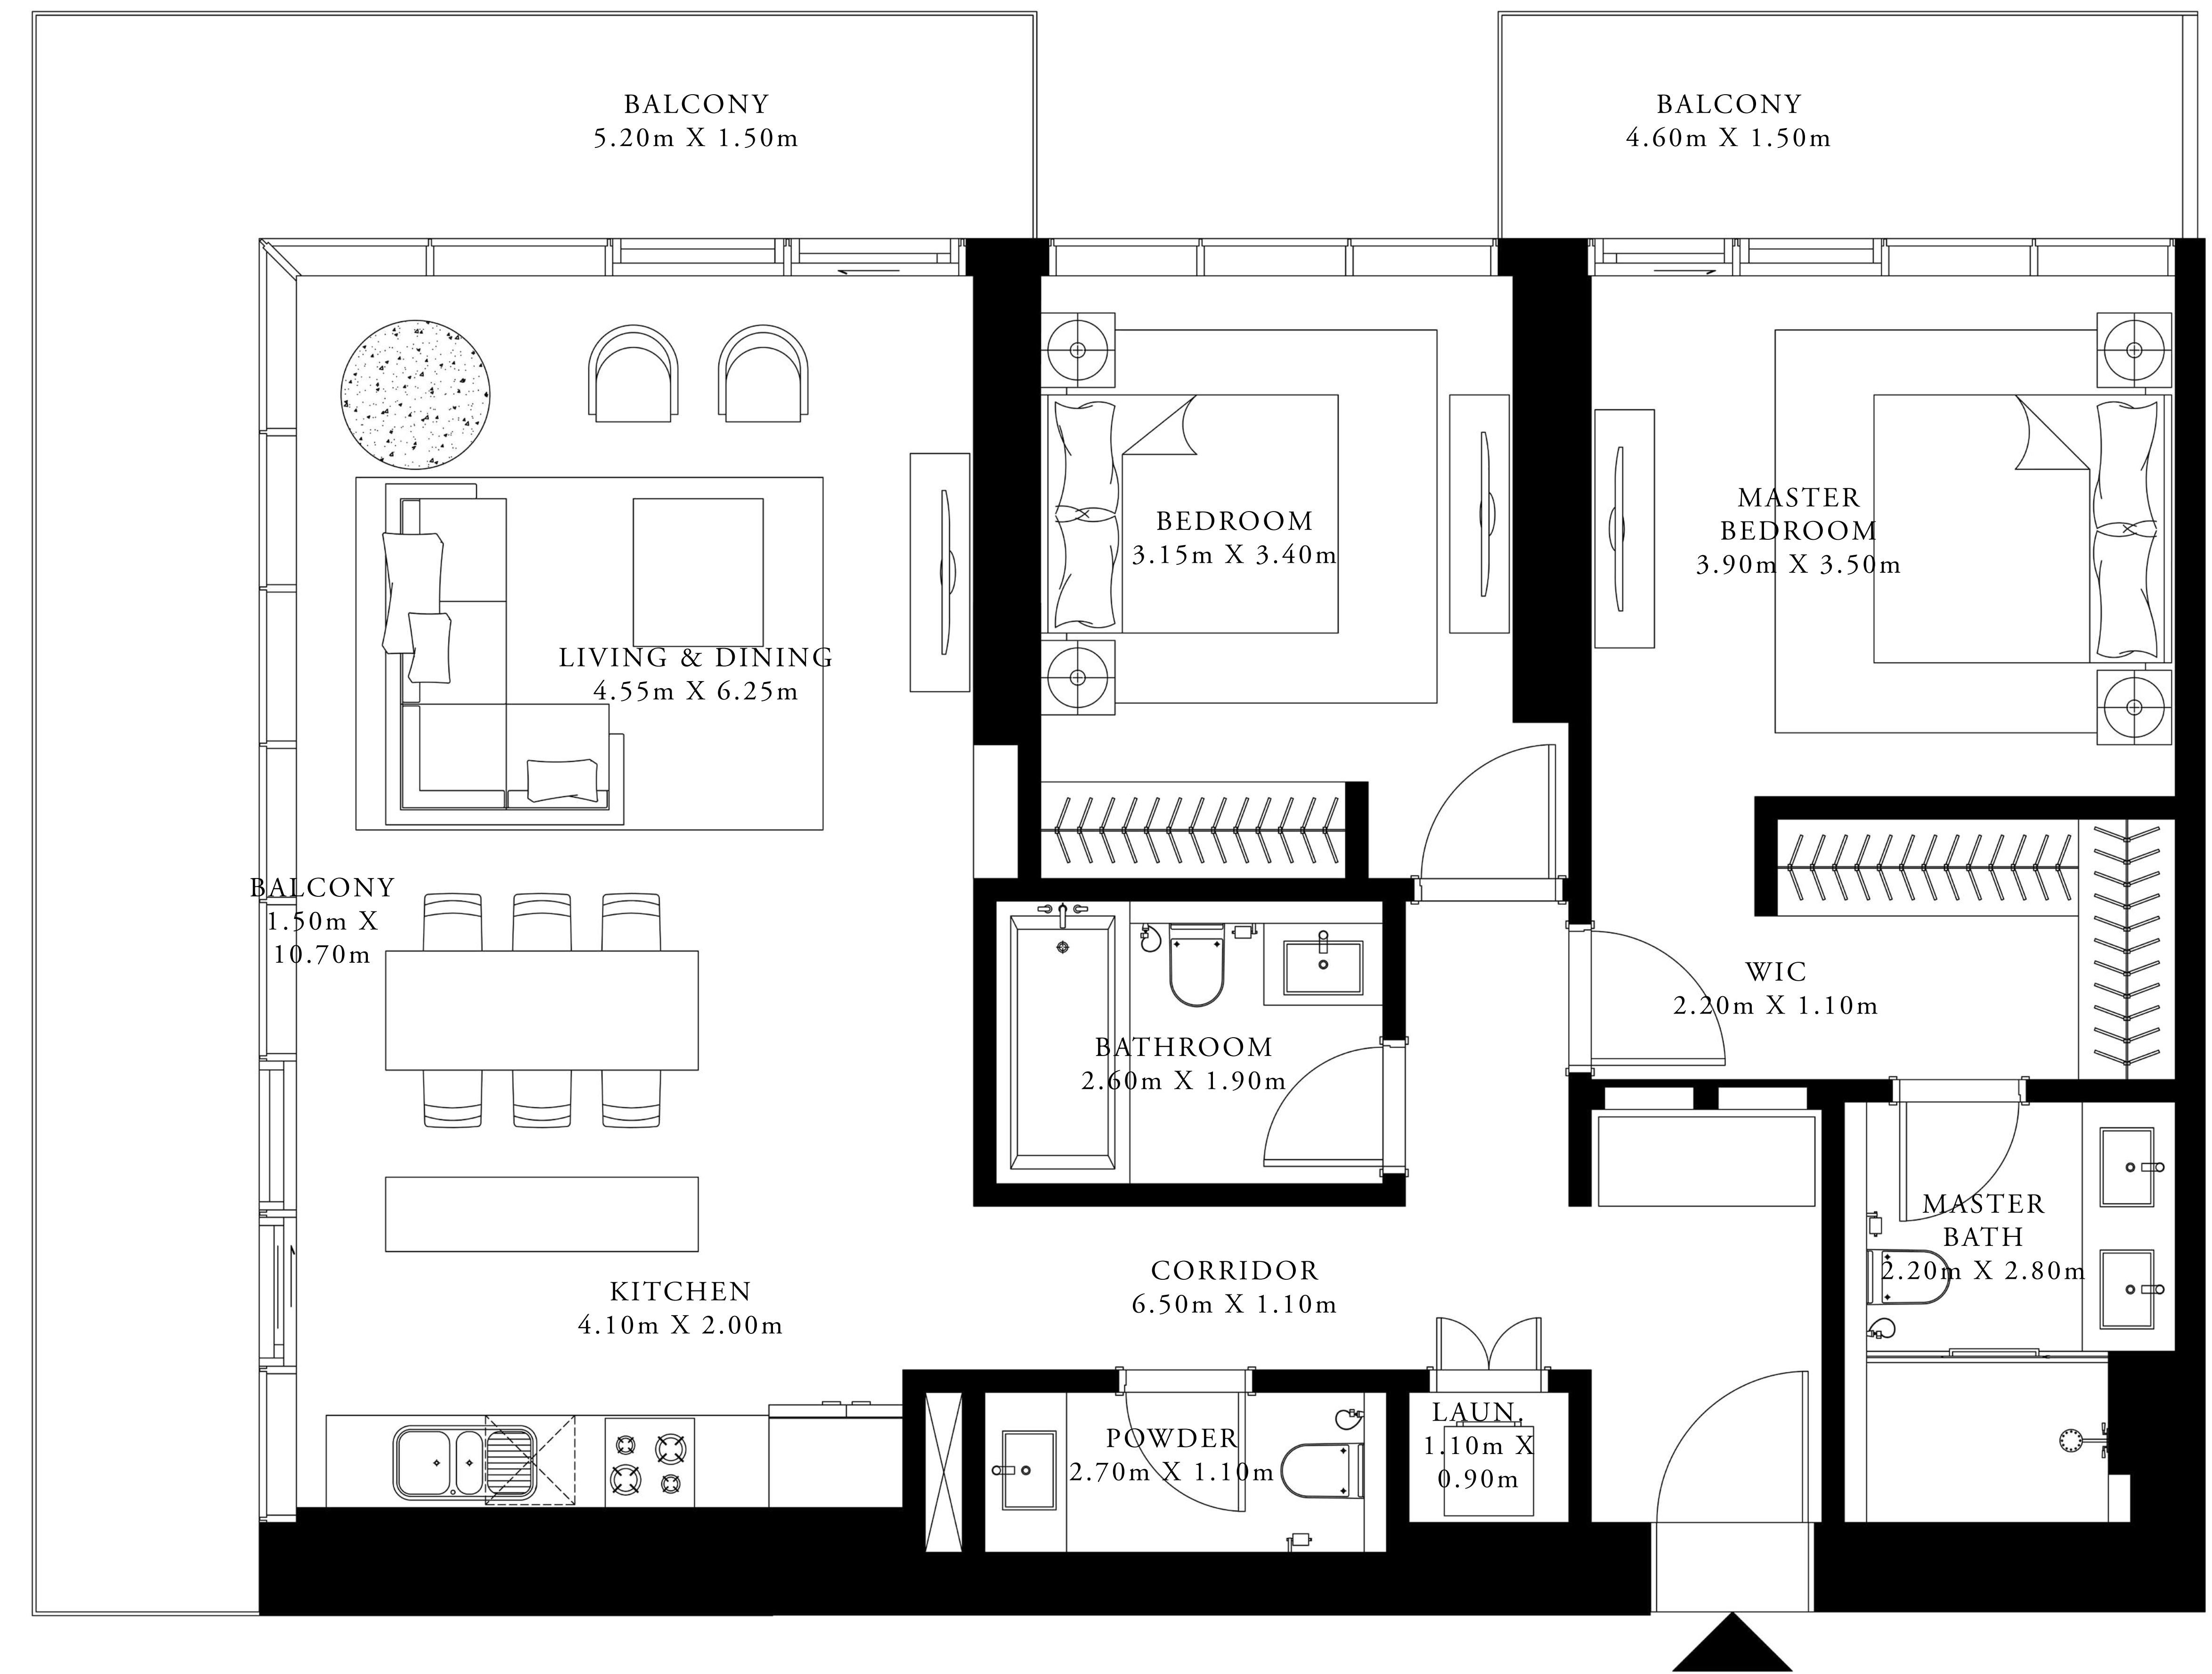 BALCONY
5.20m X 1.50m
BALCONY
4.60m X 1.50m
BEDROOM
3.15m X 3.40m
MASTER
BEDROOM
3.90m X 3.50m
LIVING & DINING
4.55m X 6.25m
BALCONY
1.50m X
10.70m
WIC
2.20m X 1.10m
BATHROOM
2.60m X 1.90m
MASTER
BATH
2.20m X 2.80m
KITCHEN
4.10m X 2.00m
CORRIDOR
6.50m X 1.10m
POWDER
2.70m X 1.10m
LAUN.
1.10m X
0.90m